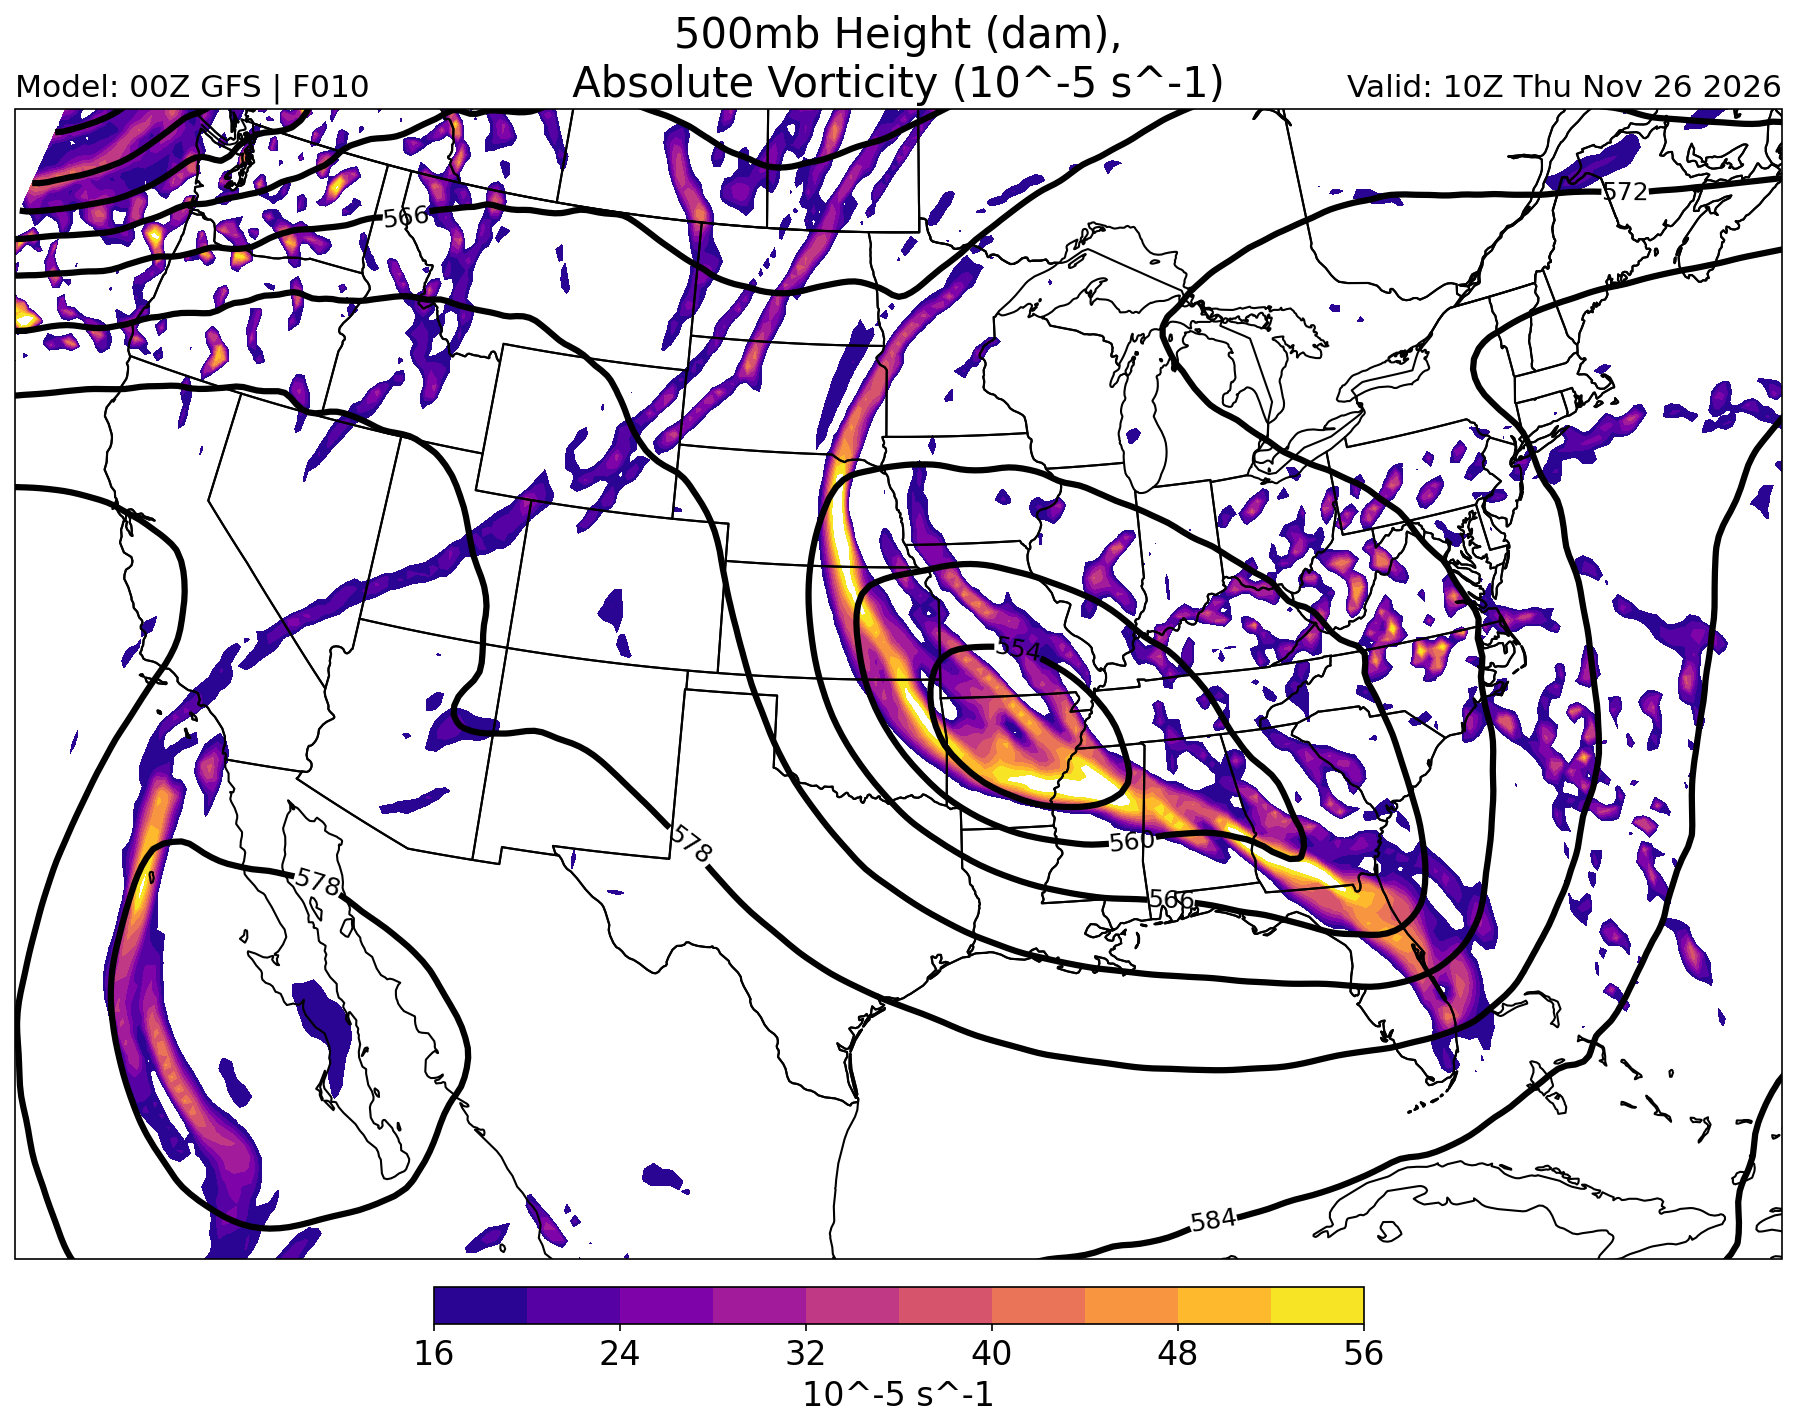 500mb Height (dam),
Model: 00Z GFS | F010
Absolute Vorticity (10^-5 s^-1)
Valid: 10Z Thu Nov 26 2026
572
566
554
578
560
578
566
584
16
24
32
40
48
56
10^-5 s^-1